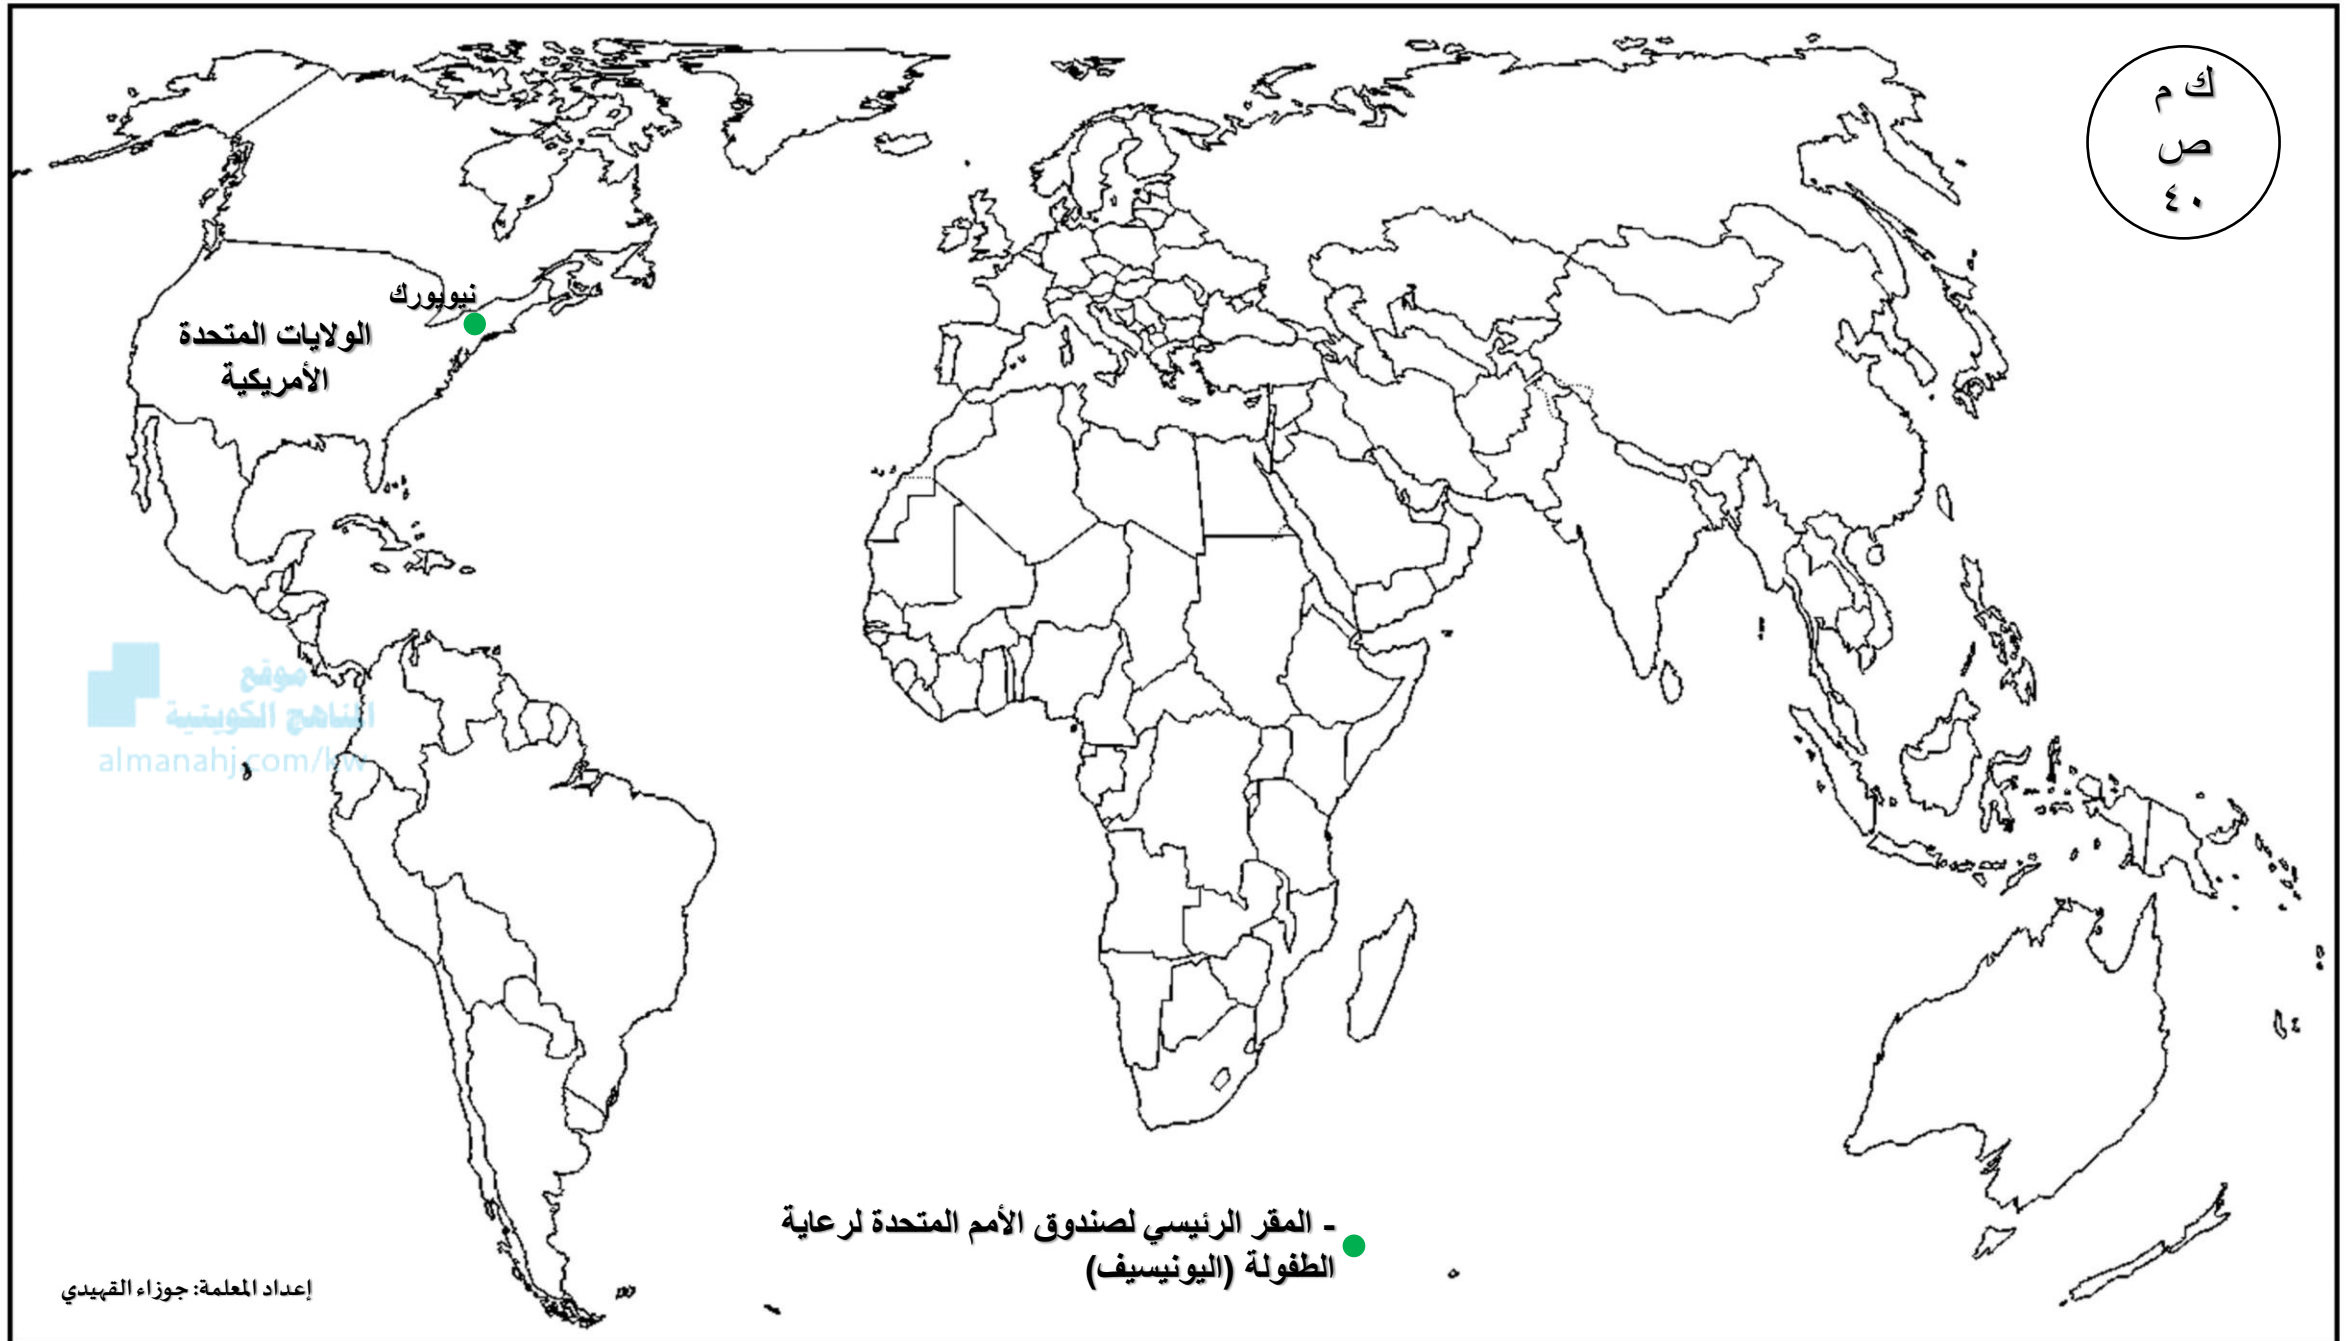 ك م
ص
٤٠
نيويورك
الولايات المتحدة
الأمريكية
موقع
المناهج الكويتية
almanahj.com/kw
- المقر الرئيسي لصندوق الأمم المتحدة لرعاية
الطفولة (اليونيسيف)
إعداد المعلمة: جوزاء القهيدي